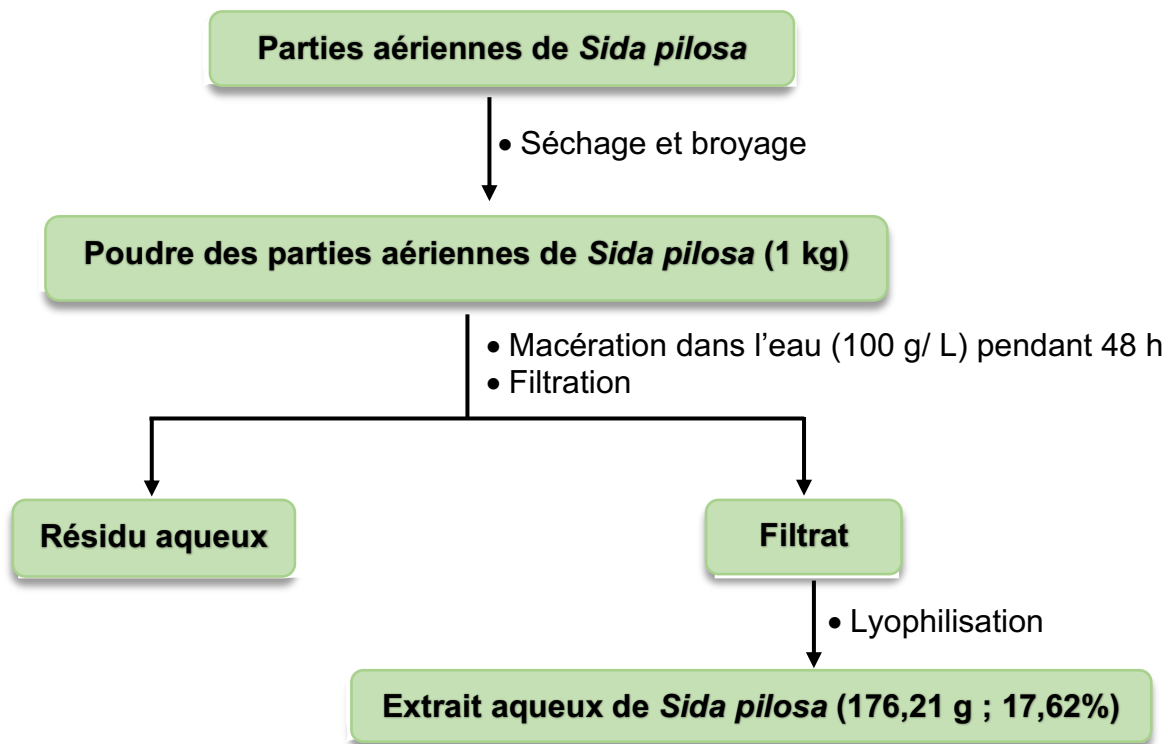 Parties aériennes de Sida pilosa
• Séchage et broyage
Poudre des parties aériennes de Sida pilosa (1 kg)
• Macération dans l’eau (100 g/ L) pendant 48 h
• Filtration
Résidu aqueux
Filtrat
• Lyophilisation
Extrait aqueux de Sida pilosa (176,21 g ; 17,62%)